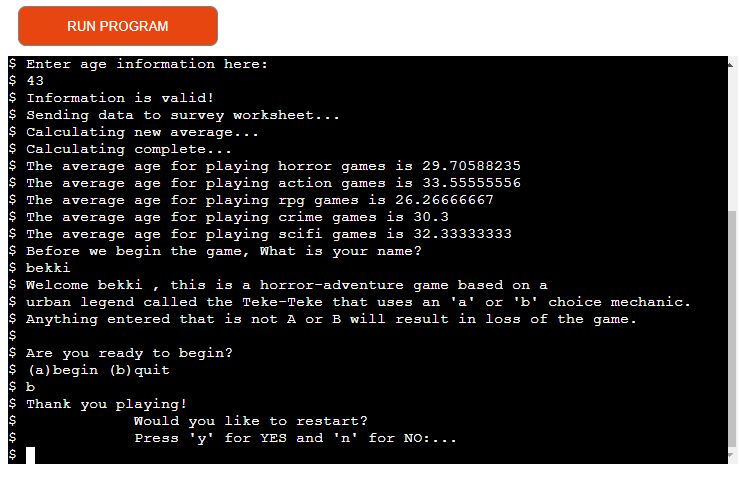 RUN PROGRAM
$ Enter age information here:
$ 43
$ Information is valid!
$ Sending data to survey worksheet...
$ Calculating new average...
$ Calculating complete...
$ The average age for playing horror games is 29.70588235
$ The average age for playing action games is 33.55555556
$ The average age for playing rpg games is 26.26666667
$ The average age for playing crime games is 30.3
$ The average age for playing scifi games is 32.33333333
$ Before we begin the game, What is your name?
$ bekki
$ Welcome bekki , this is a horror-adventure game based on a
$ urban legend called the Teke-Teke that uses an 'a' or 'b' choice mechanic.
$ Anything entered that is not A or B will result in loss of the game.
$
$ Are you ready to begin?
$ (a)begin (b)quit
$ b
$ Thank you playing!
$ Would you like to restart?
$ Press 'y' for YES and 'n' for NO:...
$